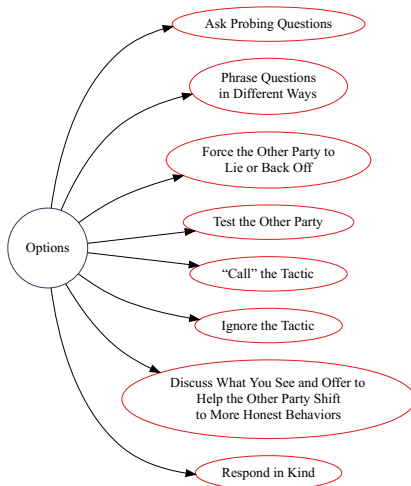 Ask Probing Questions
Phrase Questions
in Different Ways
Force the Other Party to
Lie or Back Off
Test the Other Party
Options
“Call” the Tactic
Ignore the Tactic
Discuss What You See and Offer to
Help the Other Party Shift
to More Honest Behaviors
Respond in Kind